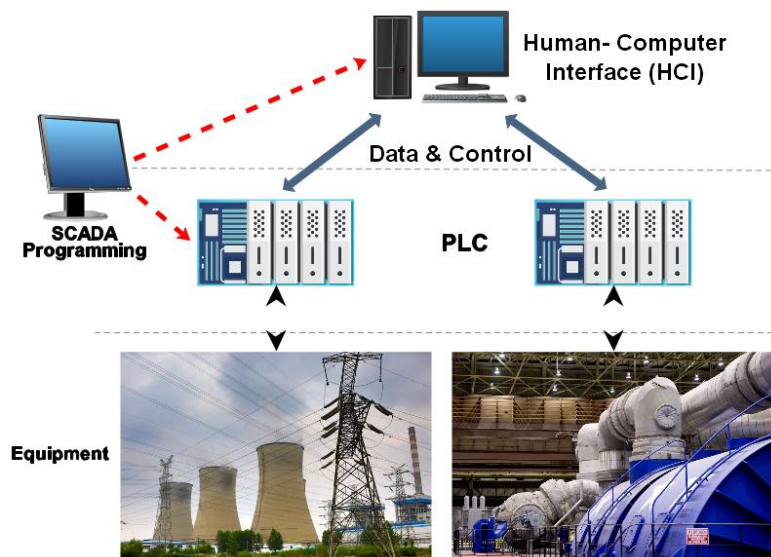 Human- Computer
Interface (HCI)
Data & Control
SCADA
Programming
PLC
Equipment